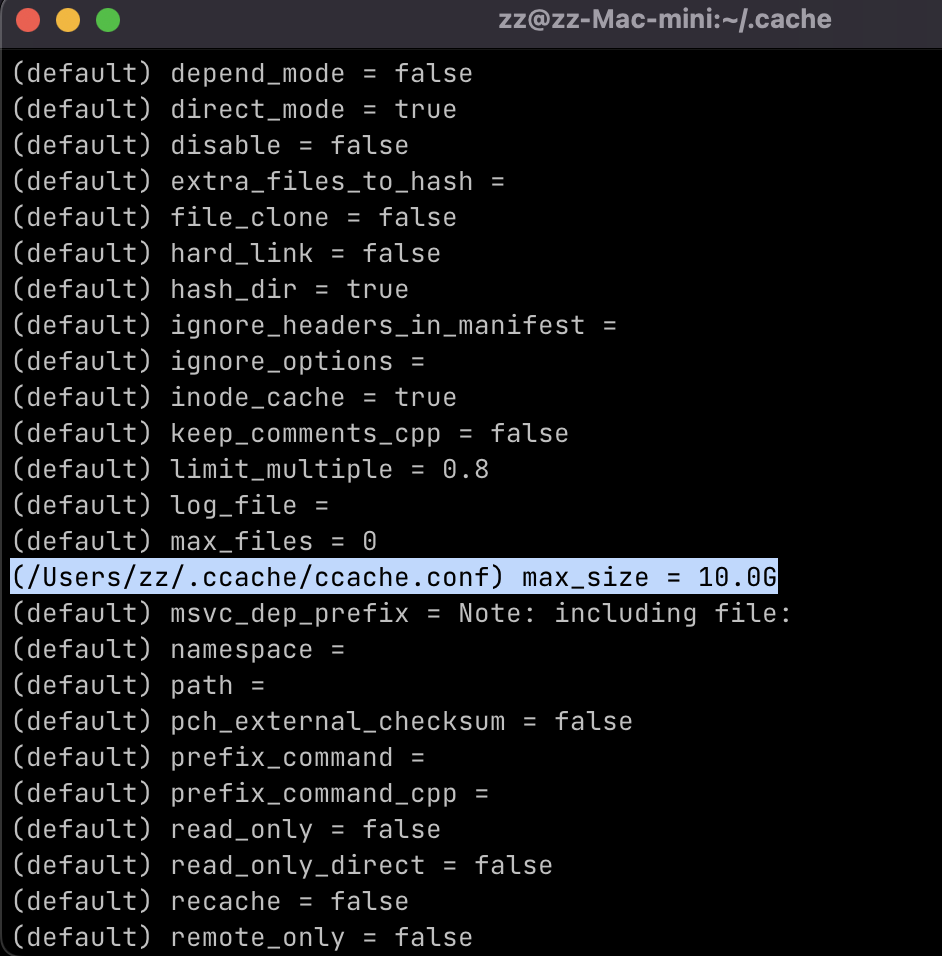 zz@zz-Mac-mini:~/.cache
(default) depend_mode = false
(default) direct_mode = true
(default) disable = false
(default) extra_files_to_hash =
(default) file_clone = false
(default) hard_link = false
(default) hash_dir = true
(default) ignore_headers_in_manifest =
(default) ignore_options =
(default) inode_cache = true
(default) keep_comments_cpp = false
(default) limit_multiple = 0.8
(default) log_file =
(default) max_files = 0
(/Users/zz/.ccache/ccache.conf) max_size = 10.0G
(default) msvc_dep_prefix = Note: including file:
(default) namespace =
(default) path =
(default) pch_external_checksum = false
(default) prefix_command =
(default) prefix_command_cpp =
(default) read_only = false
(default) read_only_direct = false
(default) recache = false
(default) remote_only = false